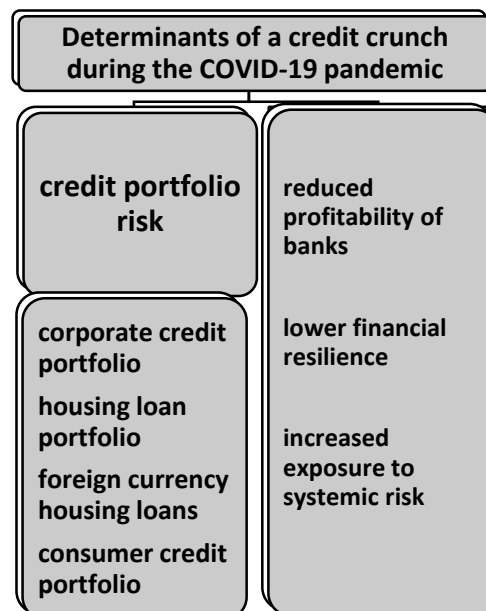 Determinants of a credit crunch
during the COVID-19 pandemic
credit portfolio
risk
corporate credit
portfolio
housing loan
portfolio
foreign currency
housing loans
consumer credit
portfolio
reduced
profitability of
banks
lower financial
resilience
increased
exposure to
systemic risk